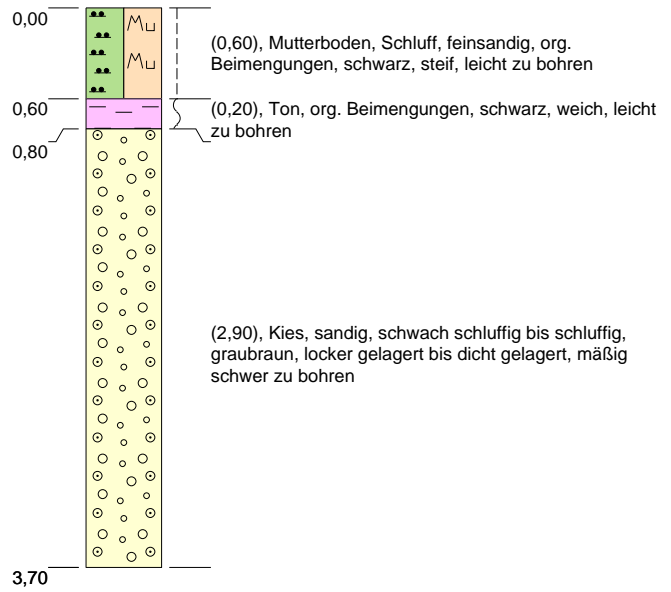 0,00
(0,60), Mutterboden, Schluff, feinsandig, org.
Beimengungen, schwarz, steif, leicht zu bohren
Mu
Mu
0,60
(0,20), Ton, org. Beimengungen, schwarz, weich, leicht
zu bohren
0,80
(2,90), Kies, sandig, schwach schluffig bis schluffig,
graubraun, locker gelagert bis dicht gelagert, mäßig
schwer zu bohren
3,70